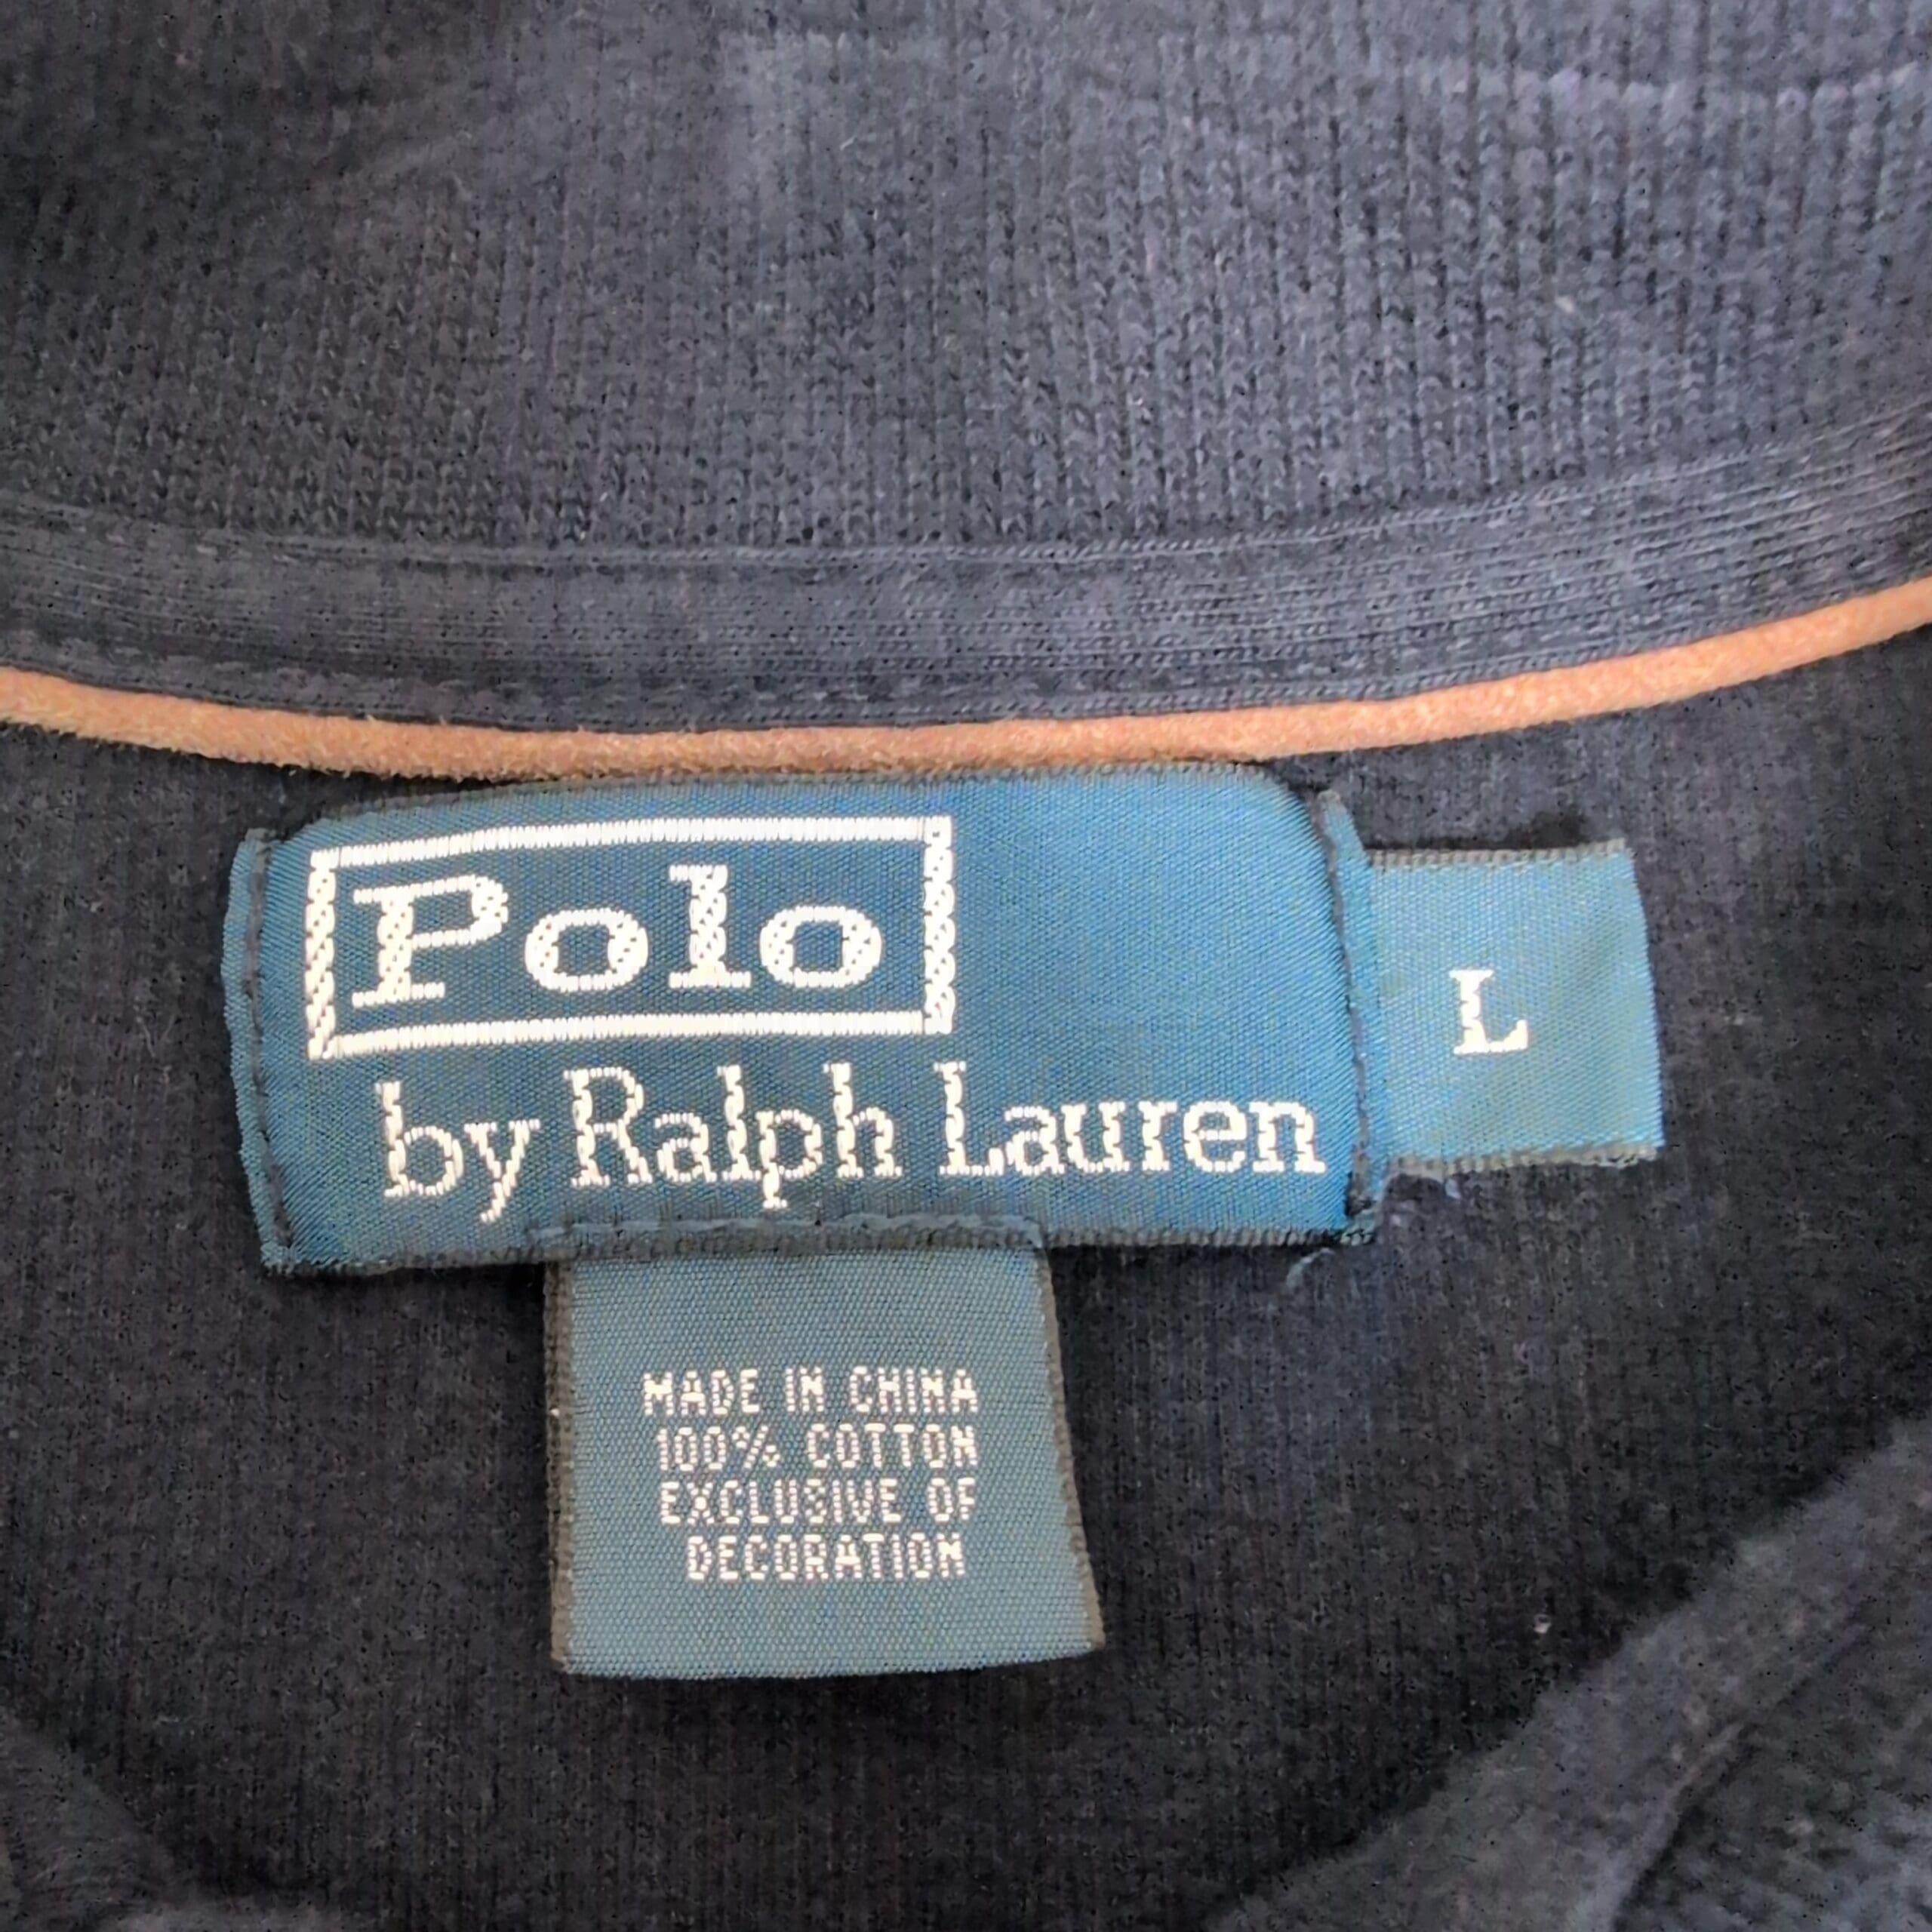 Polo
by Ralph Lauren
L
MADE IN CHINA
100% COTTON
EXCLUSIVE OF
DECORATION